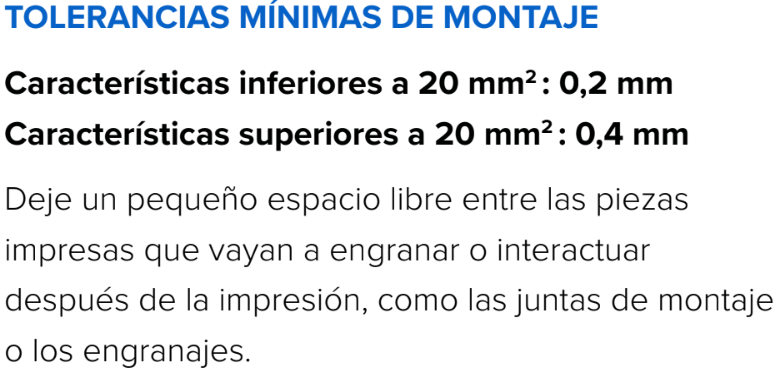 TOLERANCIAS MÍNIMAS DE MONTAJE
Características inferiores a 20 mm²: 0,2 mm
Características superiores a 20 mm²: 0,4 mm
Deje un pequeño espacio libre entre las piezas
impresas que vayan a engranar o interactuar
después de la impresión, como las juntas de montaje
o los engranajes.